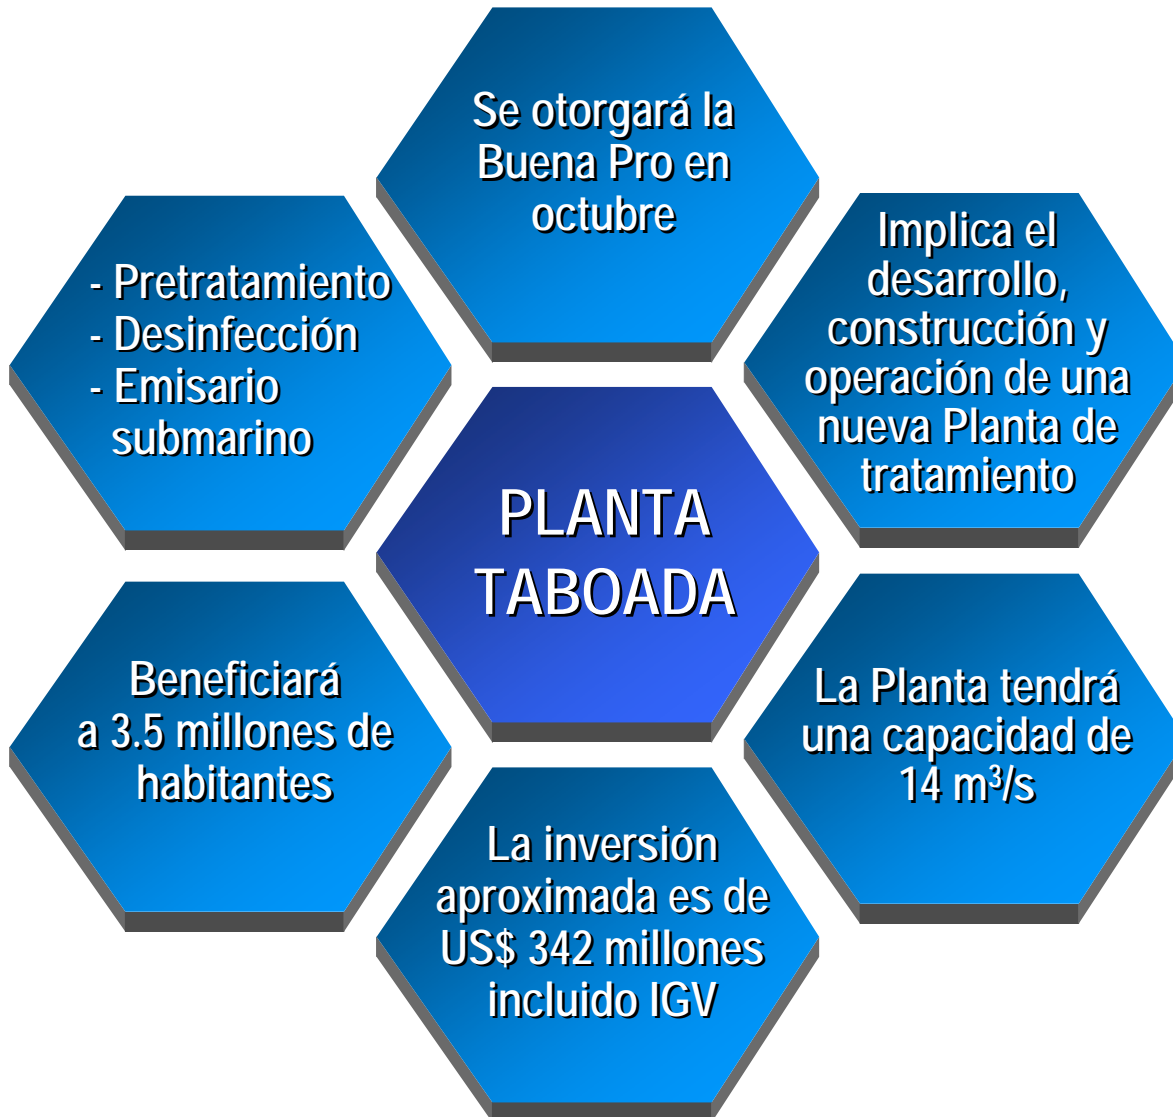 Se otorgará la
Buena Pro en
octubre
- Pretratamiento
- Desinfección
- Emisario
submarino
Implica el
desarrollo,
construcción y
operación de una
nueva Planta de
tratamiento
PLANTA
TABOADA
Beneficiará
a 3.5 millones de
habitantes
La Planta tendrá
una capacidad de
14 m³/s
La inversión
aproximada es de
US$ 342 millones
incluido IGV